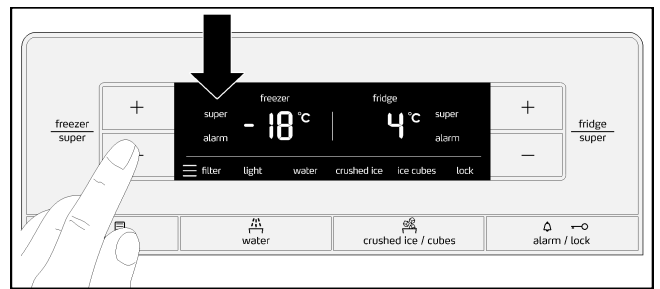 freezer
super
+
-
freezer
super
alarm
- 18 °C
fridge
4 °C
super
alarm
filter light water crushed ice ice cubes lock
+
−
fridge
super
water
crushed ice / cubes
alarm / lock